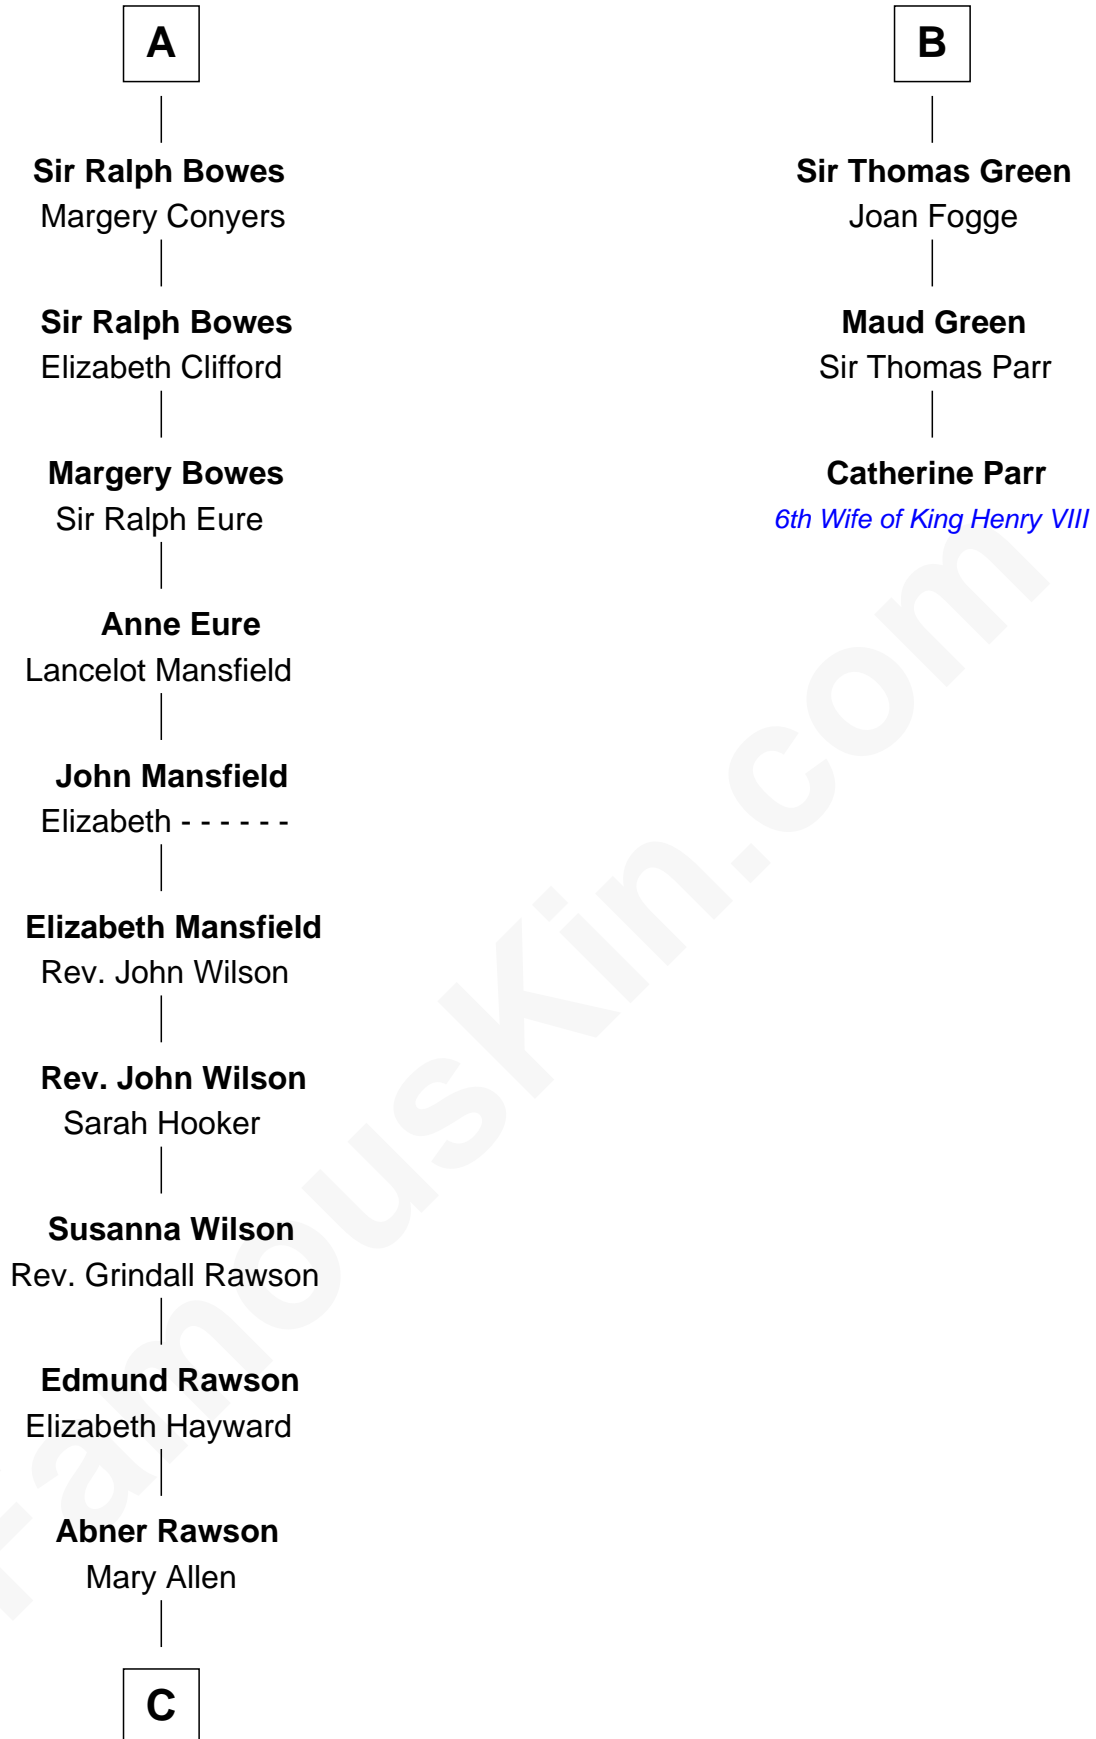 A
Sir Ralph Bowes
Margery Conyers
Sir Ralph Bowes
Elizabeth Clifford
Margery Bowes
Sir Ralph Eure
Anne Eure
Lancelot Mansfield
John Mansfield
Elizabeth - - - - - -
Elizabeth Mansfield
Rev. John Wilson
Rev. John Wilson
Sarah Hooker
Susanna Wilson
Rev. Grindall Rawson
Edmund Rawson
Elizabeth Hayward
Abner Rawson
Mary Allen
C
B
Sir Thomas Green
Joan Fogge
Maud Green
Sir Thomas Parr
Catherine Parr
6th Wife of King Henry VIII
FamousKin.com